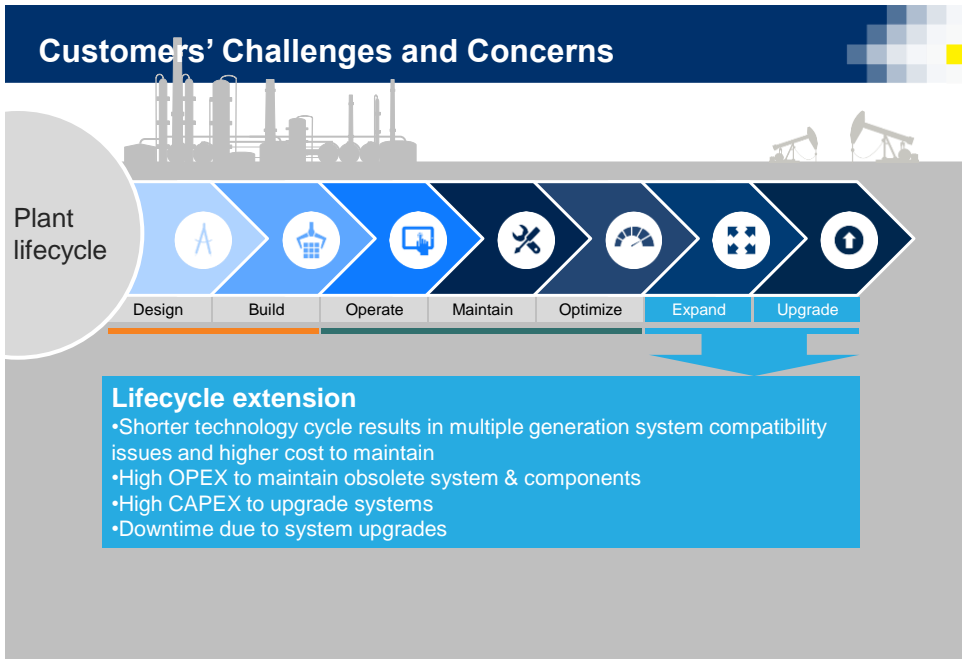 Customers' Challenges and Concerns
Plant
lifecycle
Design
Build
Operate
Maintain
Optimize
Expand
Upgrade
Lifecycle extension
•Shorter technology cycle results in multiple generation system compatibility
issues and higher cost to maintain
•High OPEX to maintain obsolete system & components
•High CAPEX to upgrade systems
•Downtime due to system upgrades